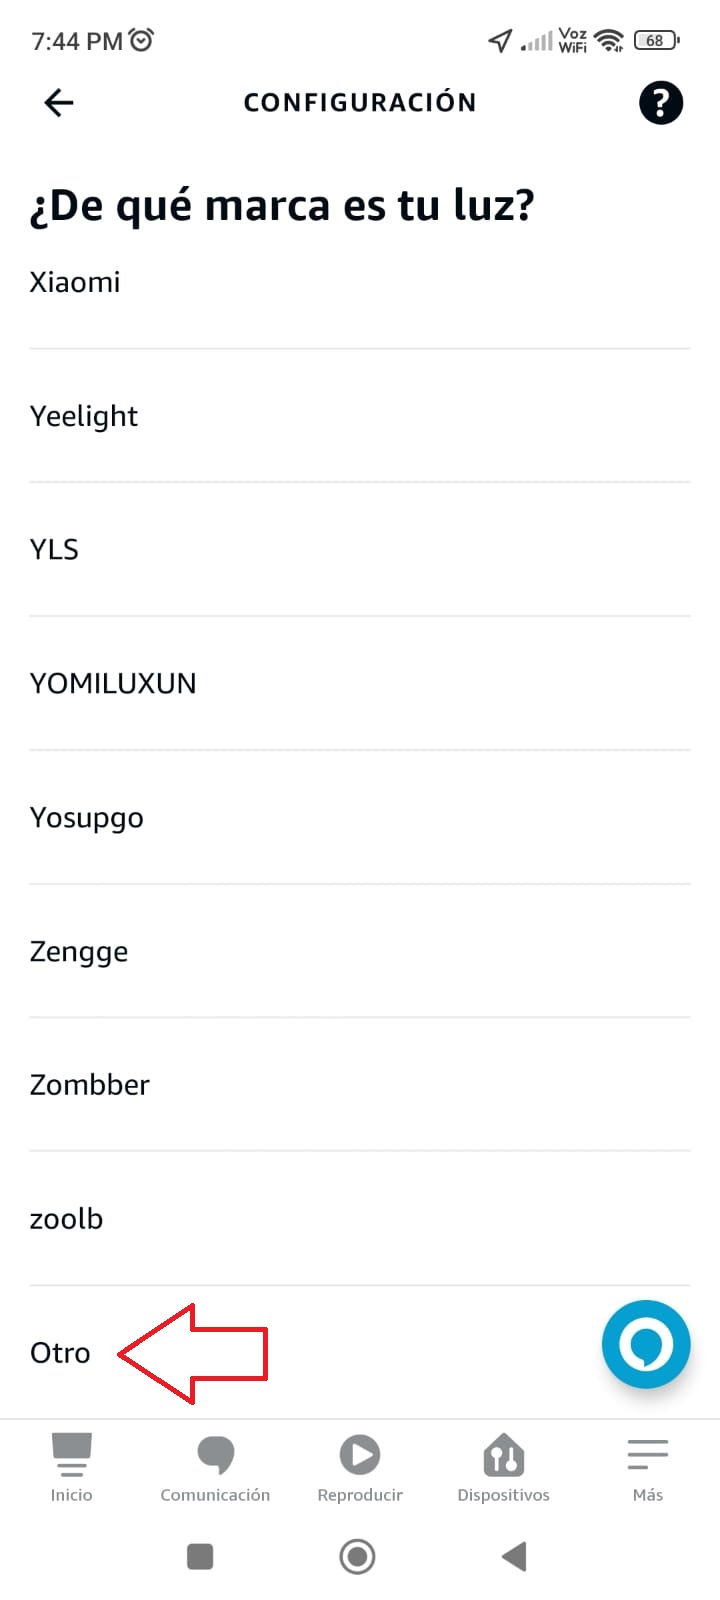 7:44 PM
Voz
WiFi
68
CONFIGURACIÓN
?
¿De qué marca es tu luz?
Xiaomi
Yeelight
YLS
YOMILUXUN
Yosupgo
Zengge
Zombber
zoolb
Otro
Inicio
Comunicación
Reproducir
Dispositivos
Más